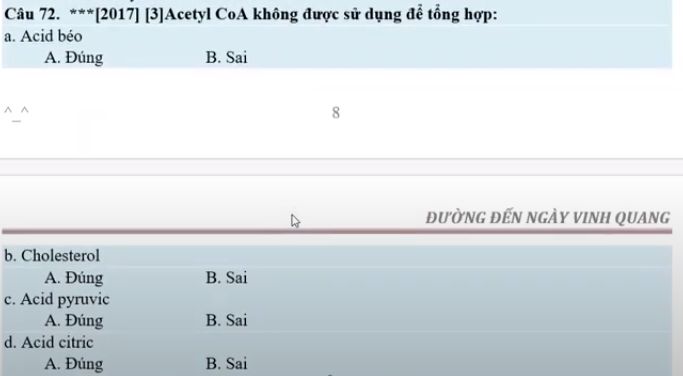 Câu 72. ***[2017] [3]Acetyl CoA không được sử dụng để tổng hợp:
a. Acid béo
A. Đúng B. Sai
^_^ 8
ĐƯỜNG ĐẾN NGÀY VINH QUANG
b. Cholesterol
A. Đúng B. Sai
c. Acid pyruvic
A. Đúng B. Sai
d. Acid citric
A. Đúng B. Sai